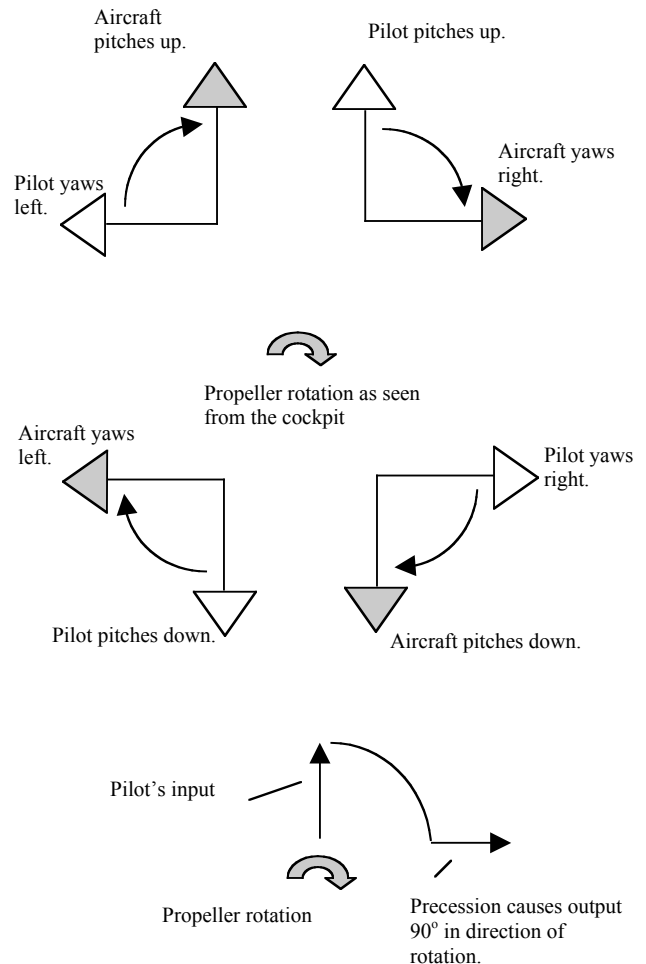 Aircraft
pitches up.
Pilot pitches up.
Pilot yaws
left.
Aircraft yaws
right.
Propeller rotation as seen
from the cockpit
Aircraft yaws
left.
Pilot yaws
right.
Pilot pitches down.
Aircraft pitches down.
Pilot’s input
Propeller rotation
Precession causes output
90° in direction of
rotation.